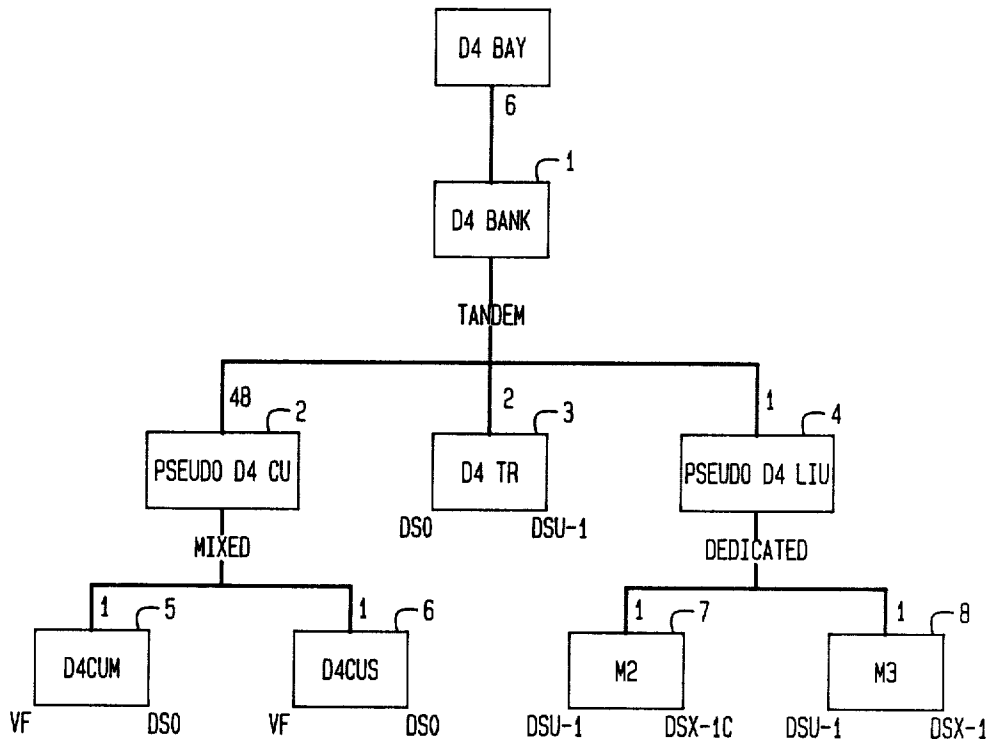 D4 BAY
6
1
D4 BANK
TANDEM
48
2
2
3
1
4
PSEUDO D4 CU
D4 TR
PSEUDO D4 LIU
DS0
DSU-1
MIXED
DEDICATED
1
5
1
6
1
7
1
8
D4CUM
D4CUS
M2
M3
VF
DS0
VF
DS0
DSU-1
DSX-1C
DSU-1
DSX-1